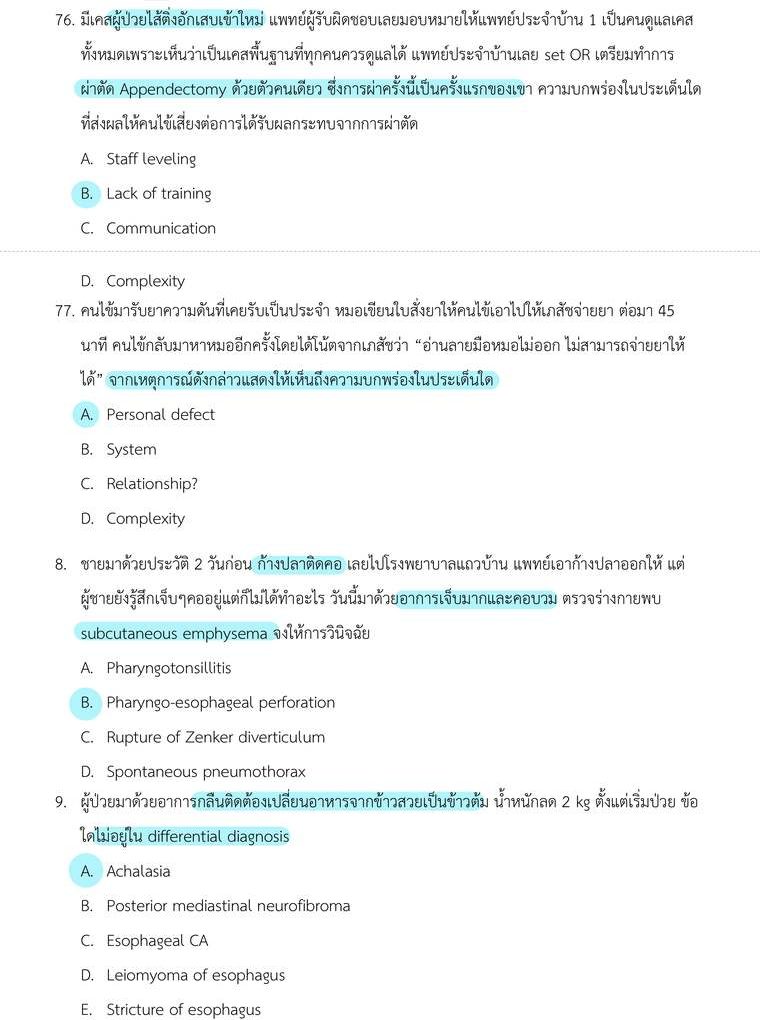 76. มีเคสผู้ป่วยไส้ติ่งอักเสบเข้าใหม่ แพทย์ผู้รับผิดชอบเลยมอบหมายให้แพทย์ประจำบ้าน 1 เป็นคนดูแลเคส
ทั้งหมดเพราะเห็นว่าเป็นเคสพื้นฐานที่ทุกคนควรดูแลได้ แพทย์ประจำบ้านเลย set OR เตรียมทำการ
ผ่าตัด Appendectomy ด้วยตัวคนเดียว ซึ่งการผ่าครั้งนี้เป็นครั้งแรกของเขา ความบกพร่องในประเด็นใด
ที่ส่งผลให้คนไข้เสี่ยงต่อการได้รับผลกระทบจากการผ่าตัด
A. Staff leveling
B. Lack of training
C. Communication
D. Complexity
77. คนไข้มารับยาความดันที่เคยรับเป็นประจำ หมอเขียนใบสั่งยาให้คนไข้เอาไปให้เภสัชจ่ายยา ต่อมา 45
นาที คนไข้กลับมาหาหมออีกครั้งโดยได้โน้ตจากเภสัชว่า “อ่านลายมือหมอไม่ออก ไม่สามารถจ่ายยาให้
ได้” จากเหตุการณ์ดังกล่าวแสดงให้เห็นถึงความบกพร่องในประเด็นใด
A. Personal defect
B. System
C. Relationship?
D. Complexity
8. ชายมาด้วยประวัติ 2 วันก่อน ก้างปลาติดคอ เลยไปโรงพยาบาลแถวบ้าน แพทย์เอาก้างปลาออกให้ แต่
ผู้ชายยังรู้สึกเจ็บๆคออยู่แต่ก็ไม่ได้ทำอะไร วันนี้มาด้วยอาการเจ็บมากและคอบวม ตรวจร่างกายพบ
subcutaneous emphysema จงให้การวินิจฉัย
A. Pharyngotonsillitis
B. Pharyngo-esophageal perforation
C. Rupture of Zenker diverticulum
D. Spontaneous pneumothorax
9. ผู้ป่วยมาด้วยอาการกลืนติดต้องเปลี่ยนอาหารจากข้าวสวยเป็นข้าวต้ม น้ำหนักลด 2 kg ตั้งแต่เริ่มป่วย ข้อ
ใดไม่อยู่ใน differential diagnosis
A. Achalasia
B. Posterior mediastinal neurofibroma
C. Esophageal CA
D. Leiomyoma of esophagus
E. Stricture of esophagus